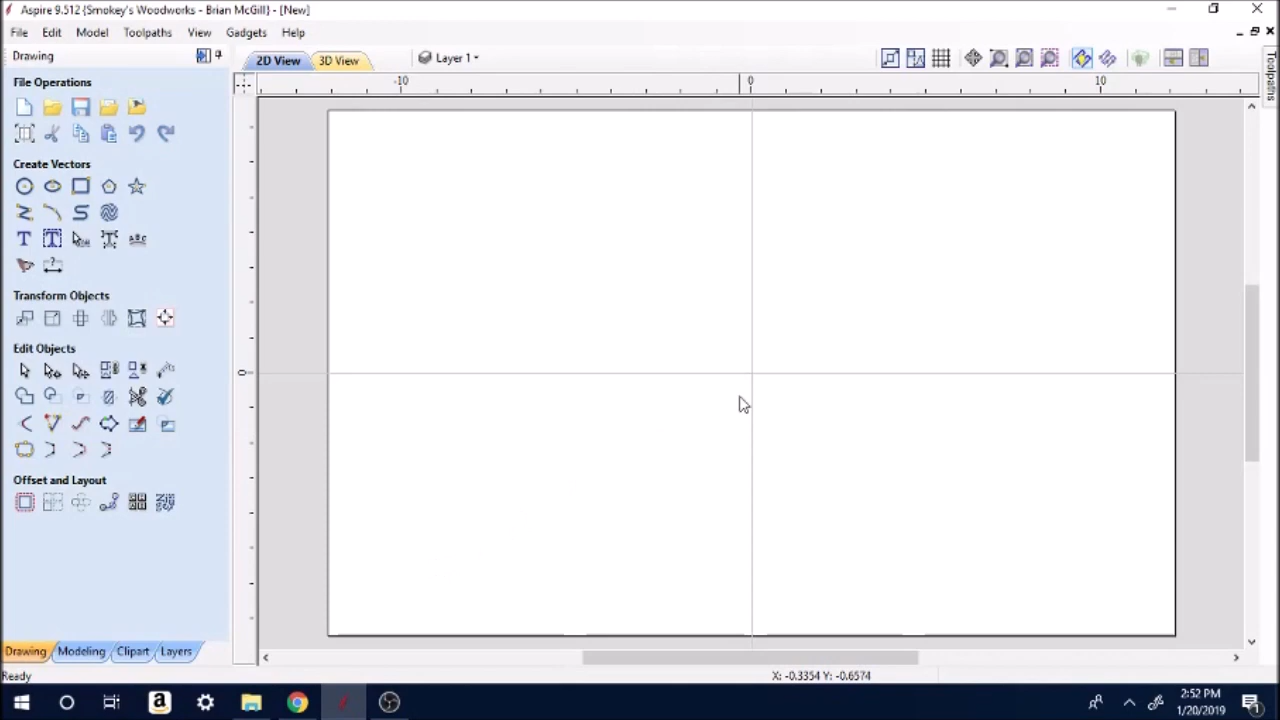 Aspire 9.512 {Smokey's Woodworks - Brian McGill} - [New]
File Edit Model Toolpaths View Gadgets Help
Drawing
2D View 3D View Layer 1
Toolpaths
-10 0 10
File Operations
Create Vectors
Transform Objects
0
Edit Objects
Offset and Layout
Drawing Modeling Clipart Layers
Ready
X: -0.3354 Y: -0.6574
2:52 PM
1/20/2019